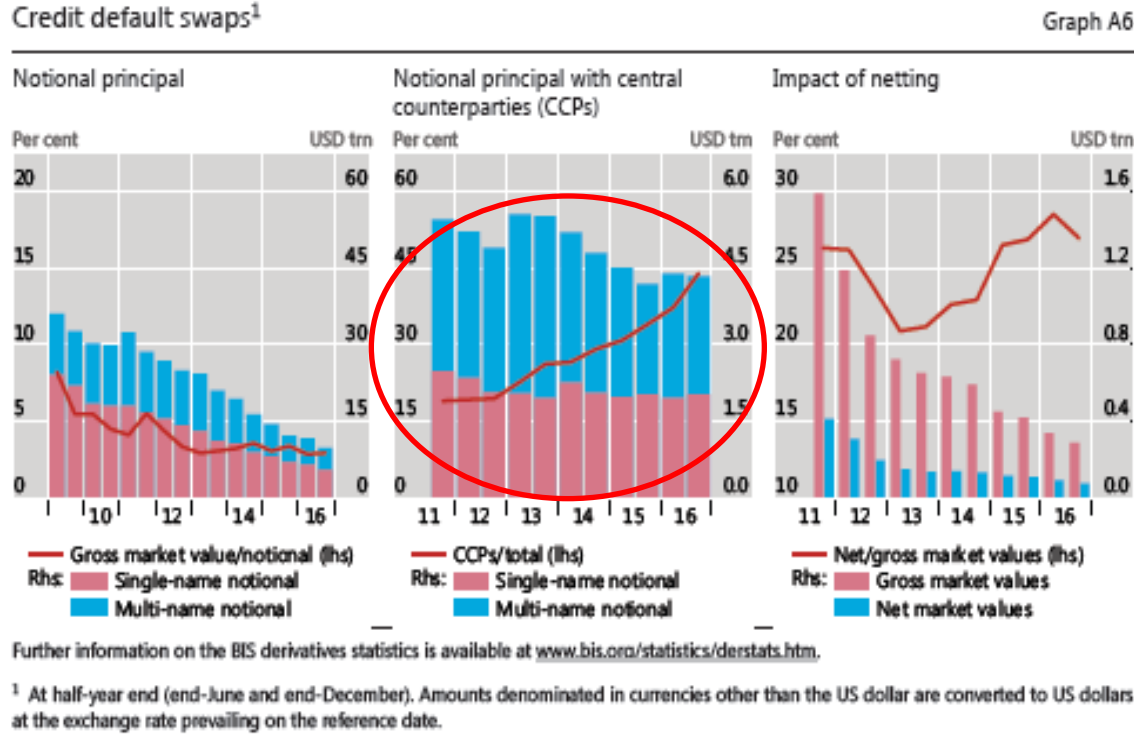 Credit default swaps¹
Graph A6
Notional principal
Notional principal with central
counterparties (CCPs)
Impact of netting
Per cent USD trn
Per cent USD trn
Per cent USD trn
20 60
15 45
10 30
5 15
0 0
10 12 14 16
60 6.0
45 4.5
30 3.0
15 1.5
0 0.0
11 12 13 14 15 16
30 1.6
25 1.2
20 0.8
15 0.4
10 0.0
11 12 13 14 15 16
Gross market value/notional (lhs)
Rhs: Single-name notional
Multi-name notional
CCPs/total (lhs)
Rhs: Single-name notional
Multi-name notional
Net/gross market values (lhs)
Rhs: Gross market values
Net market values
Further information on the BIS derivatives statistics is available at www.bis.org/statistics/derstats.htm.
¹ At half-year end (end-June and end-December). Amounts denominated in currencies other than the US dollar are converted to US dollars
at the exchange rate prevailing on the reference date.